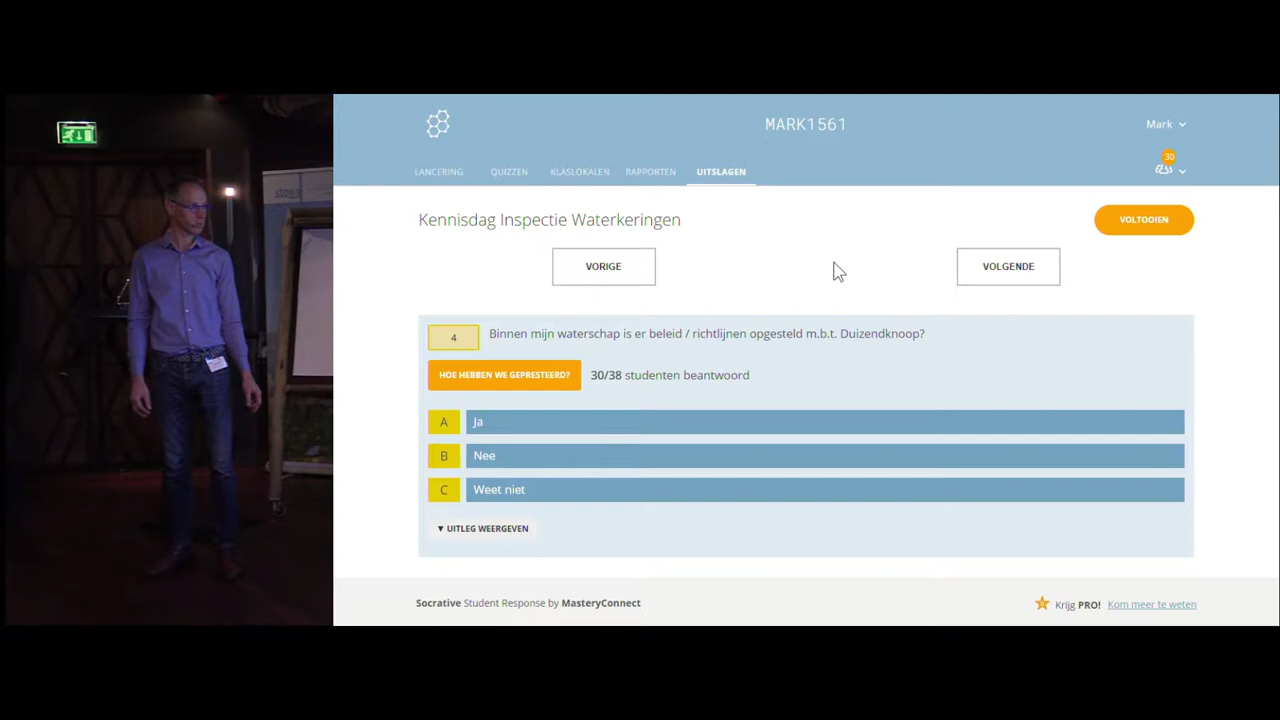 stowa
MARK1561
Mark
30
LANCERING QUIZZEN KLASLOKALEN RAPPORTEN UITSLAGEN
Kennisdag Inspectie Waterkeringen
VOLTOOIEN
VORIGE
VOLGENDE
4 Binnen mijn waterschap is er beleid / richtlijnen opgesteld m.b.t. Duizendknoop?
HOE HEBBEN WE GEPRESTEERD? 30/38 studenten beantwoord
A Ja
B Nee
C Weet niet
▼ UITLEG WEERGEVEN
Socrative Student Response by MasteryConnect
Krijg PRO! Kom meer te weten